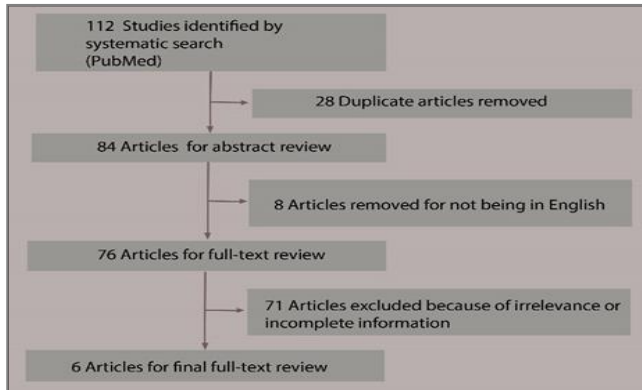 112 Studies identified by
systematic search
(PubMed)
28 Duplicate articles removed
84 Articles for abstract review
8 Articles removed for not being in English
76 Articles for full-text review
71 Articles excluded because of irrelevance or
incomplete information
6 Articles for final full-text review